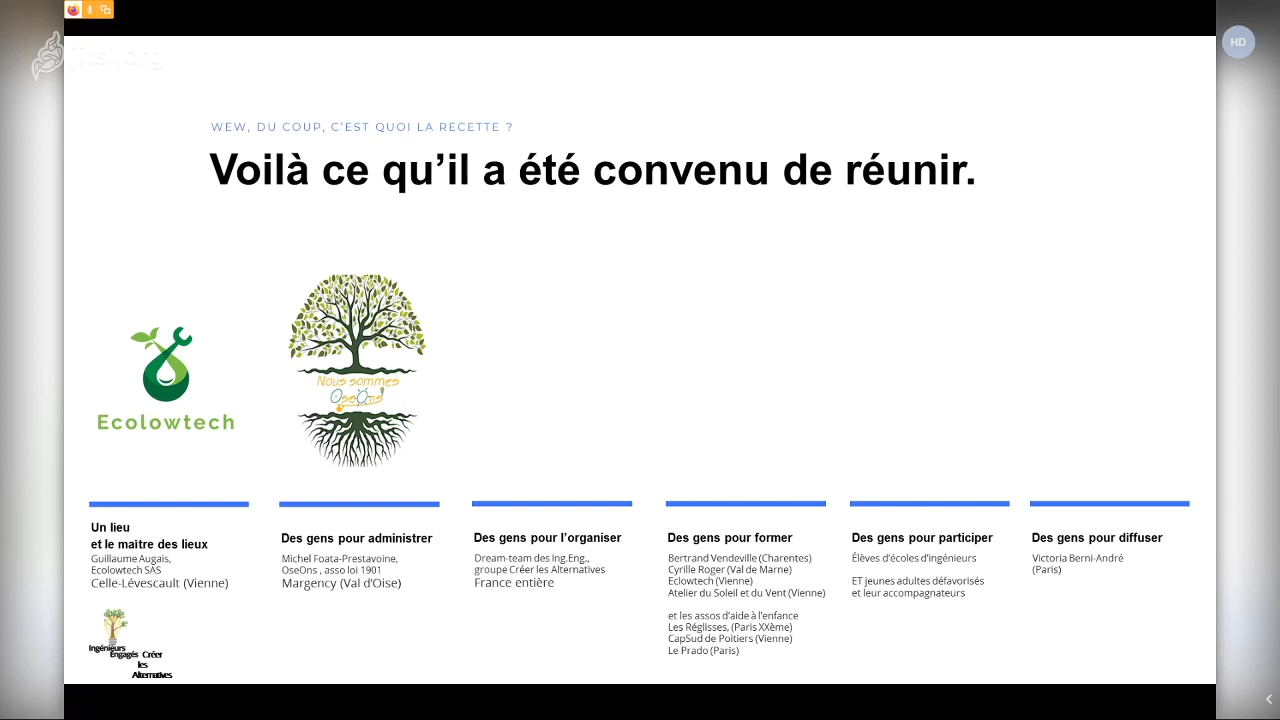 HD
jitsi.org
WEW, DU COUP, C'EST QUOI LA RECETTE ?
Voilà ce qu'il a été convenu de réunir.
Ecolowtech
Nous sommes
OseOns
Un lieu
et le maitre des lieux
Guillaume Augais,
Ecolowtech SAS
Celle-Lévescault (Vienne)
Des gens pour administrer
Michel Foata-Prestavoine,
OseOns , asso loi 1901
Margency (Val d'Oise)
Des gens pour l'organiser
Dream-team des Ing.Eng.,
groupe Créer les Alternatives
France entière
Des gens pour former
Bertrand Vendeville (Charentes)
Cyrille Roger (Val de Marne)
Eclowtech (Vienne)
Atelier du Soleil et du Vent (Vienne)
et les assos d'aide à l'enfance
Les Réglisses, (Paris XXème)
CapSud de Poitiers (Vienne)
Le Prado (Paris)
Des gens pour participer
Élèves d'écoles d'ingénieurs
ET jeunes adultes défavorisés
et leur accompagnateurs
Des gens pour diffuser
Victoria Berni-André
(Paris)
Ingénieurs
Engagés Créer
les
Alternatives